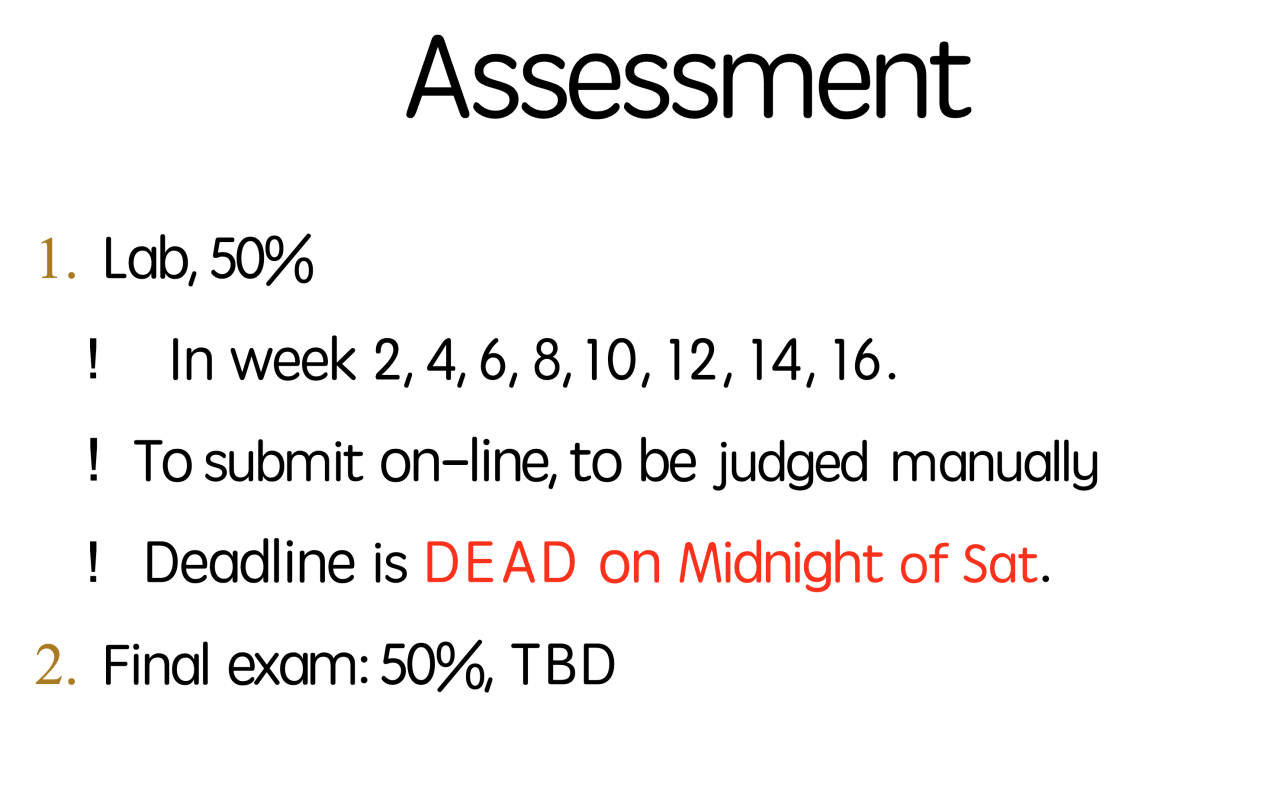 Assessment
1. Lab, 50%
! In week 2, 4, 6, 8, 10, 12, 14, 16.
! To submit on-line, to be judged manually
! Deadline is DEAD on Midnight of Sat.
2. Final exam: 50%, TBD